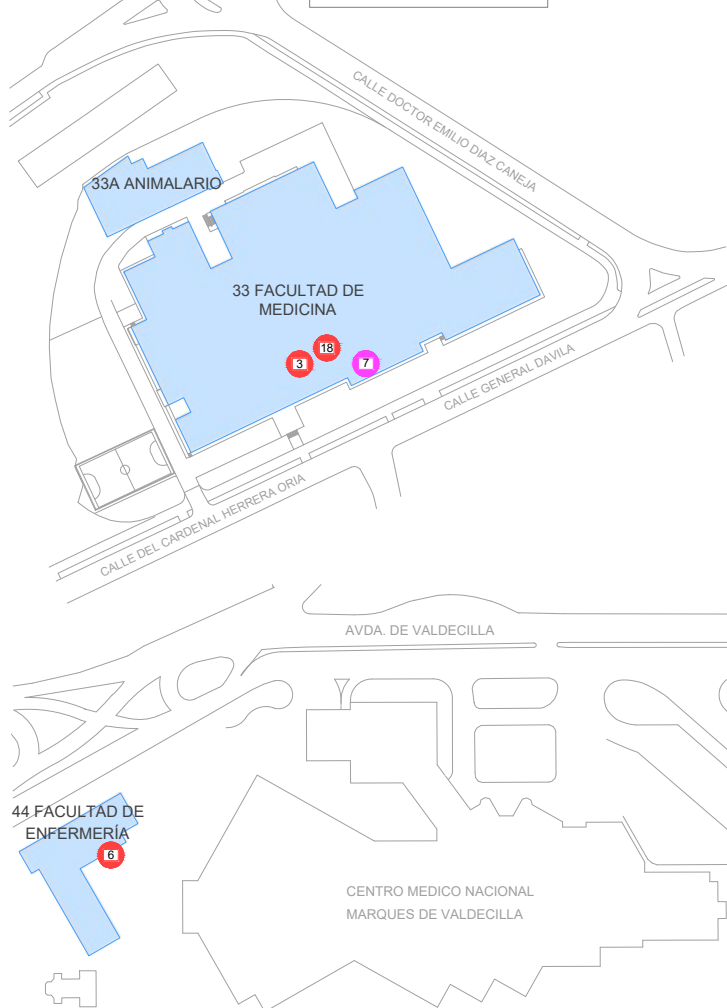 CALLE DOCTOR EMILIO DIAZ CANEJA
33A ANIMALARIO
33 FACULTAD DE
MEDICINA
18
3
7
CALLE GENERAL DAVILA
CALLE DEL CARDENAL HERRERA ORIA
AVDA. DE VALDECILLA
44 FACULTAD DE
ENFERMERÍA
6
CENTRO MEDICO NACIONAL
MARQUES DE VALDECILLA